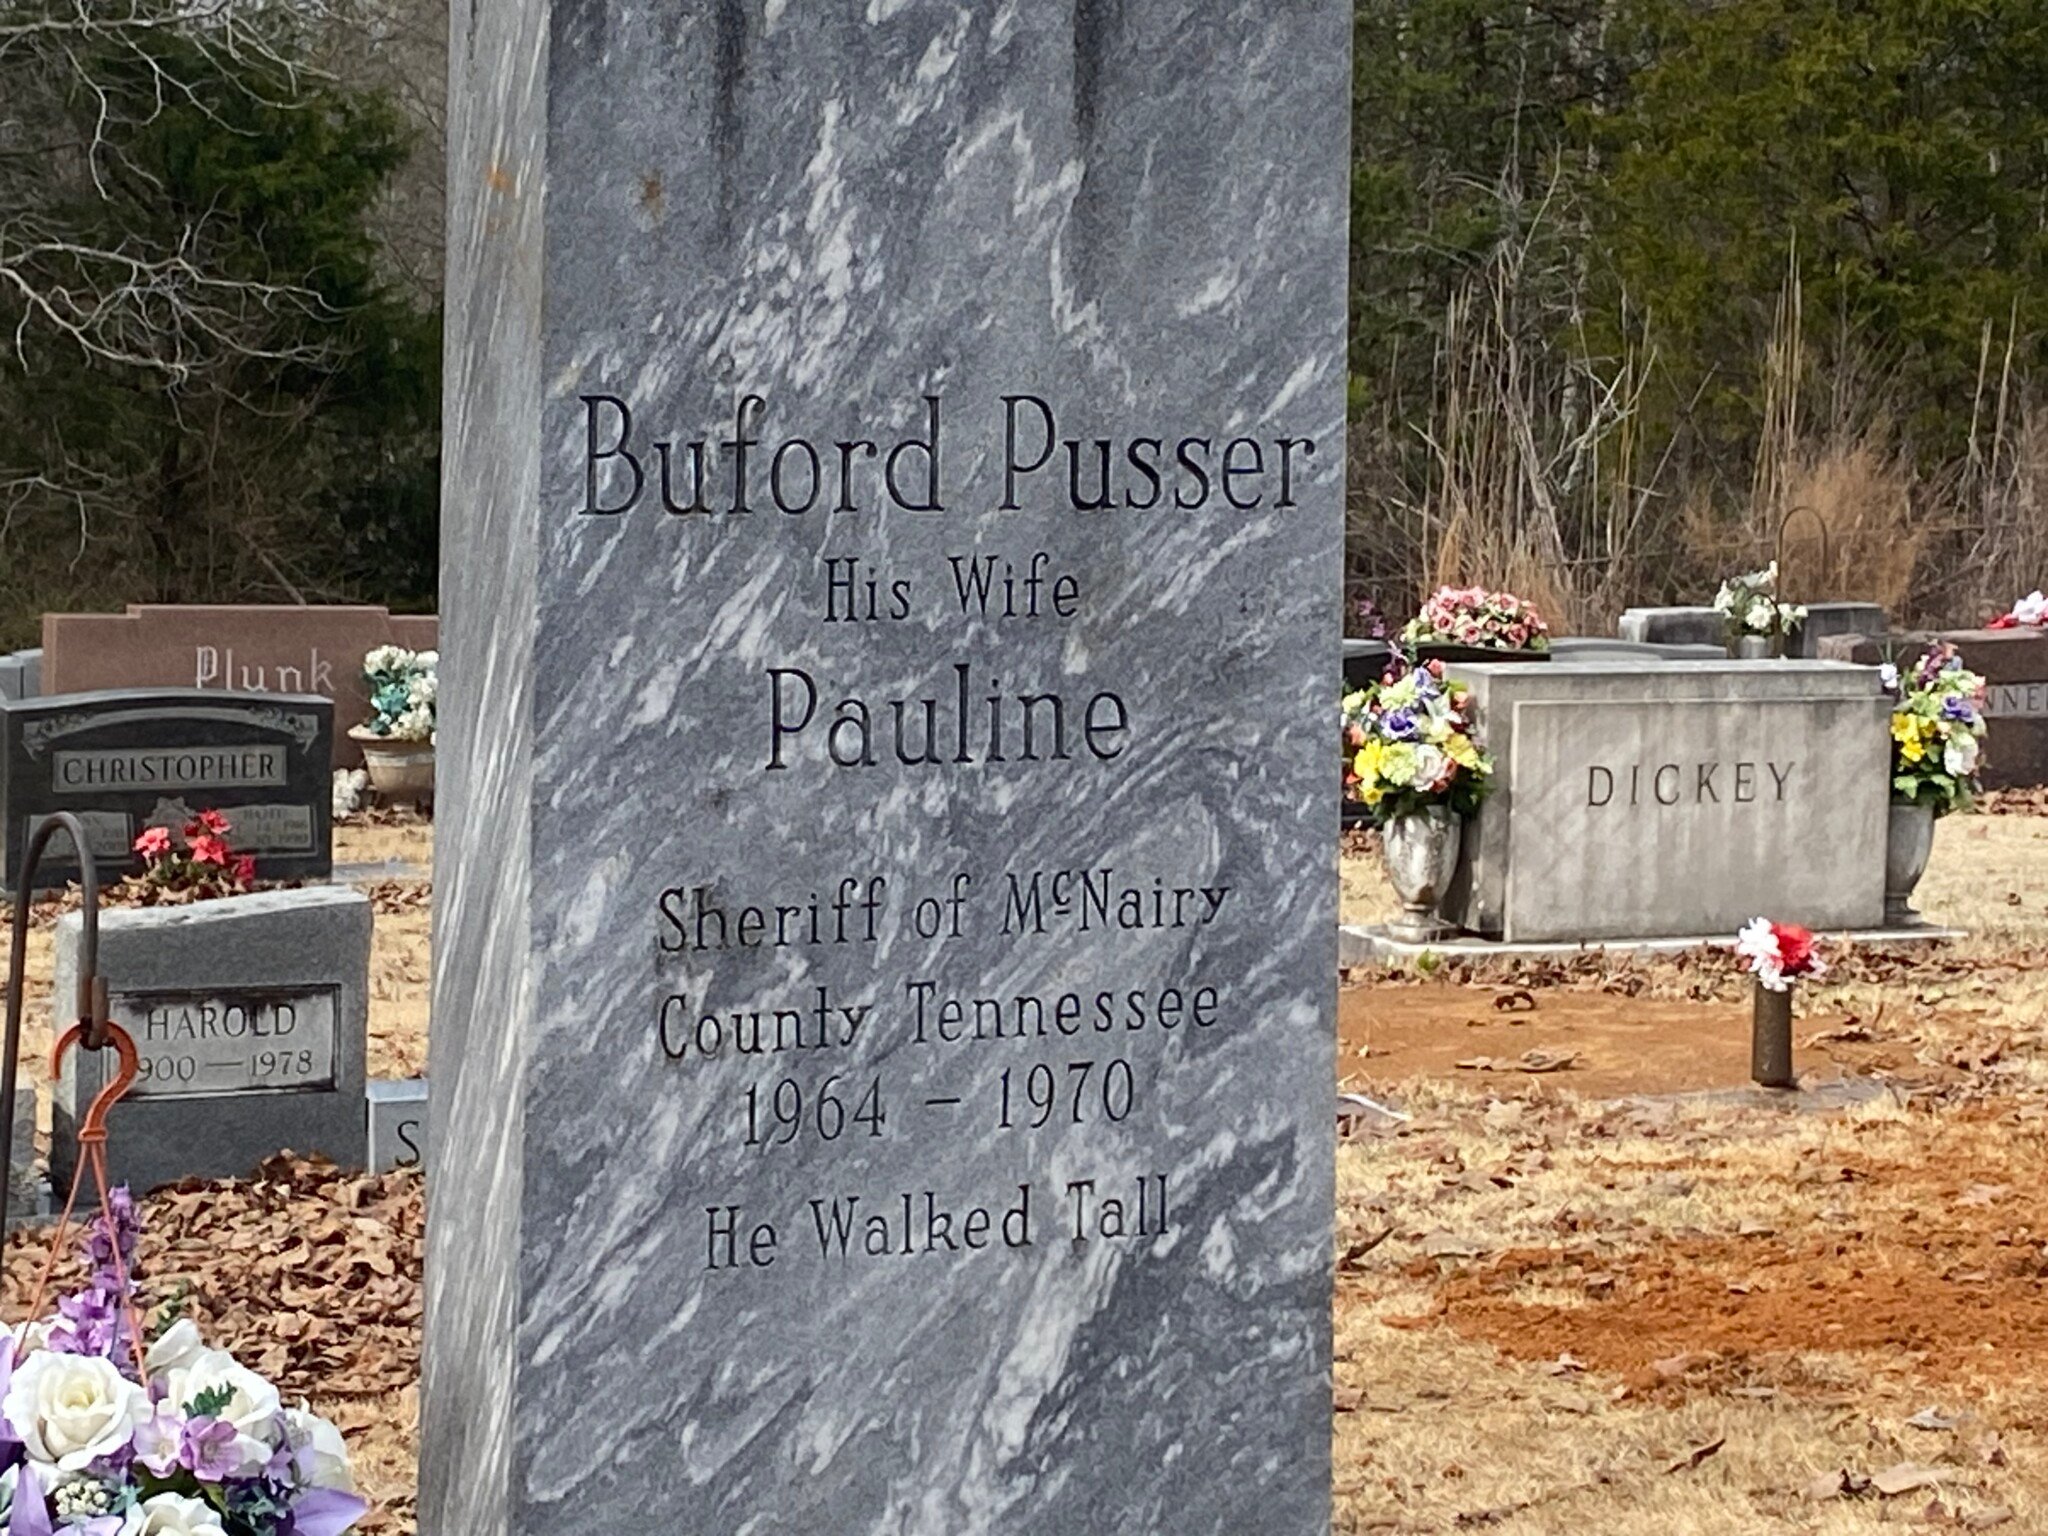 Buford Pusser
His Wife
Pauline
Sheriff of McNairy
County Tennessee
1964 – 1970
He Walked Tall
Plunk
CHRISTOPHER
HAROLD
1978
DICKEY